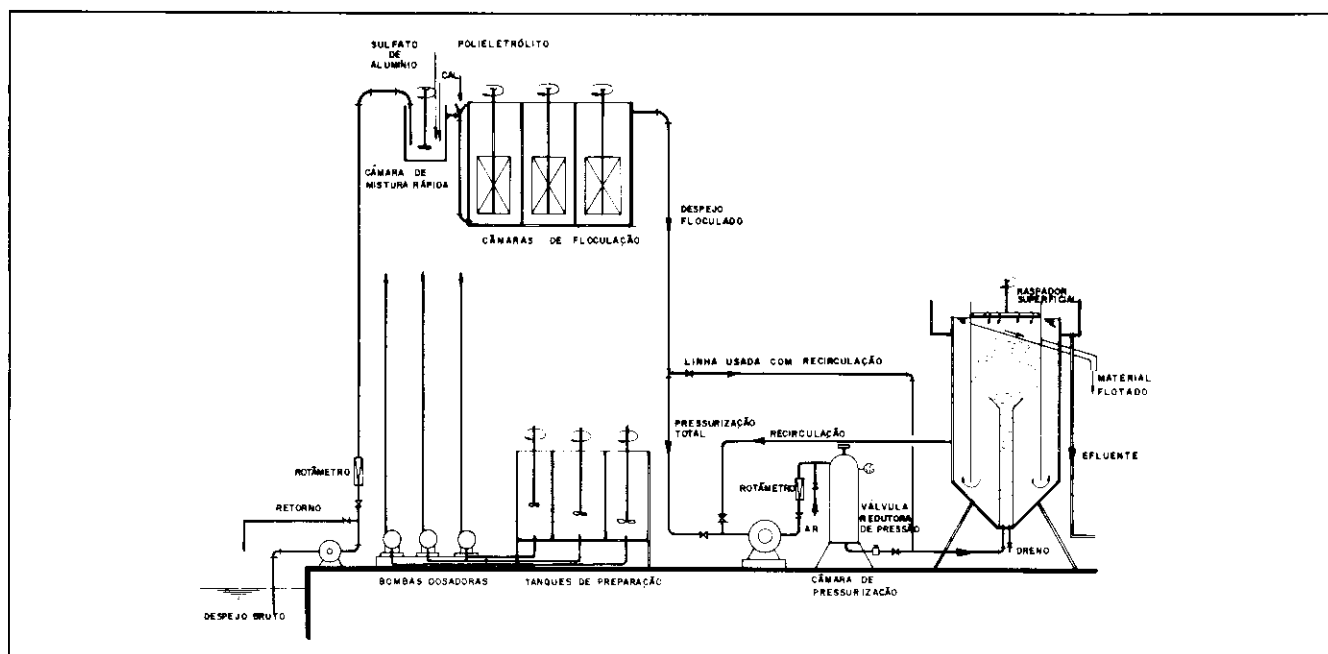 SULFATO
DE
ALUMÍNIO
POLIELETRÓLITO
CAL
CÂMARA DE
MISTURA RÁPIDA
CÂMARAS DE FLOCULAÇÃO
DESPEJO
FLOCULADO
RASPADOR
SUPERFICIAL
LINHA USADA COM RECIRCULAÇÃO
MATERIAL
FLOTADO
PRESSURIZAÇÃO
TOTAL
RECIRCULAÇÃO
EFLUENTE
ROTÂMETRO
ROTÂMETRO
RETORNO
AR
VÁLVULA
REDUTORA
DE PRESSÃO
DRENO
BOMBAS DOSADORAS
TANQUES DE PREPARAÇÃO
CÂMARA DE
PRESSURIZAÇÃO
DESPEJO BRUTO